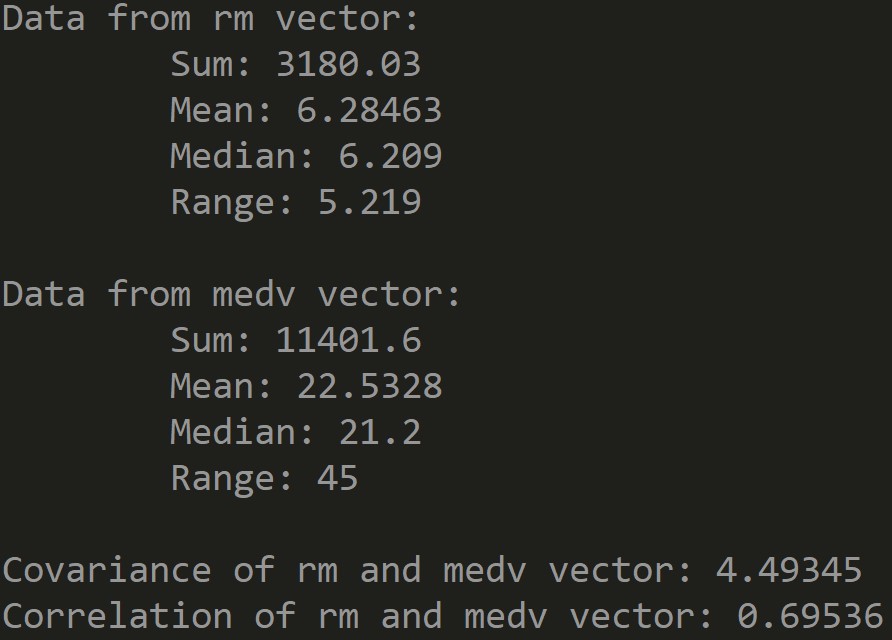 Data from rm vector:
Sum: 3180.03
Mean: 6.28463
Median: 6.209
Range: 5.219
Data from medv vector:
Sum: 11401.6
Mean: 22.5328
Median: 21.2
Range: 45
Covariance of rm and medv vector: 4.49345
Correlation of rm and medv vector: 0.69536